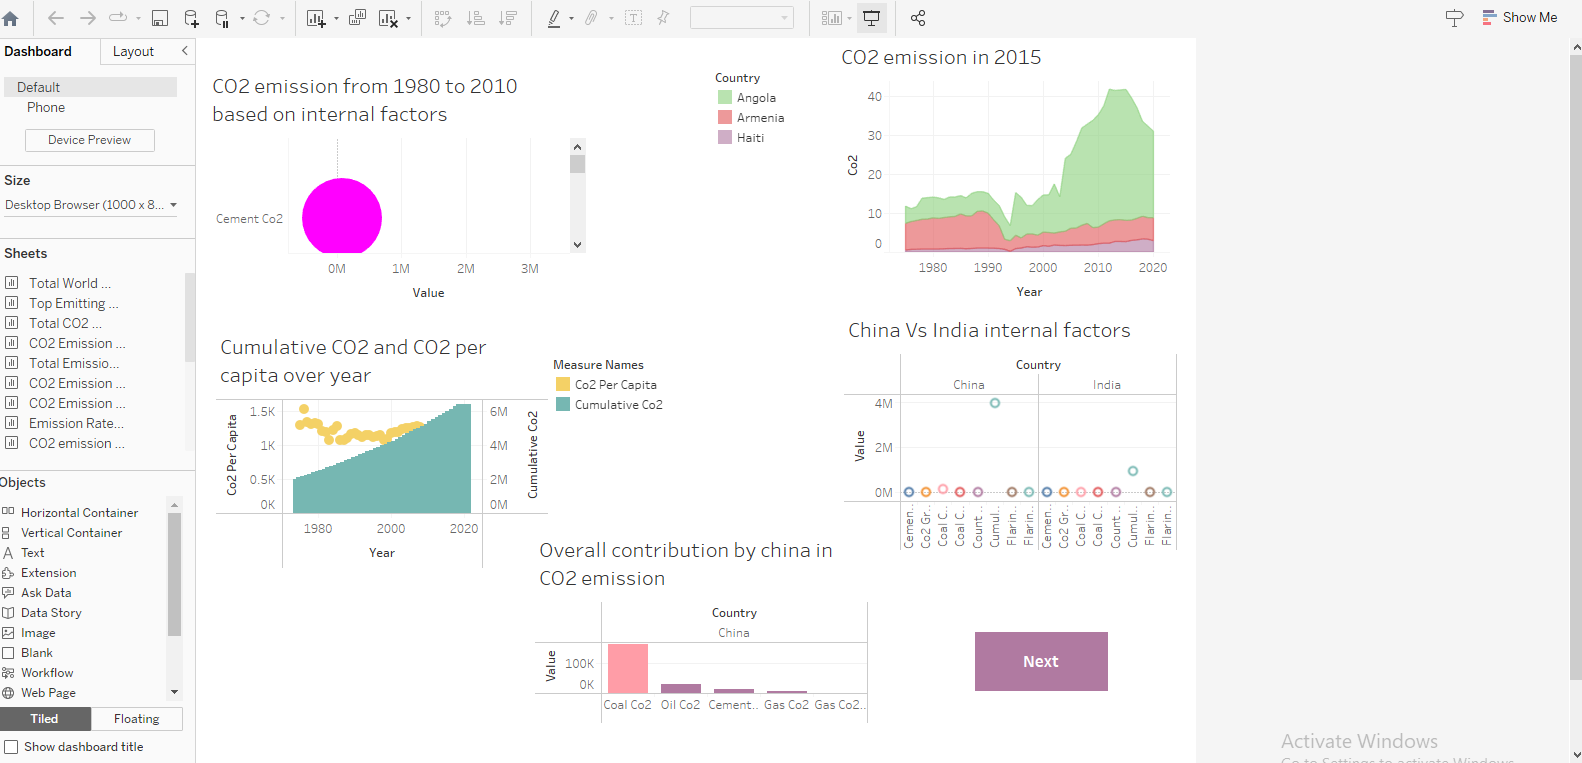 Show Me
Dashboard
Layout
Default
Phone
Device Preview
Size
Desktop Browser (1000 x 8...
Sheets
Total World ...
Top Emitting ...
Total CO2 ...
CO2 Emission ...
Total Emissio...
CO2 Emission ...
CO2 Emission ...
Emission Rate...
CO2 emission ...
Objects
Horizontal Container
Vertical Container
Text
Extension
Ask Data
Data Story
Image
Blank
Workflow
Web Page
Tiled
Floating
Show dashboard title
CO2 emission from 1980 to 2010
based on internal factors
Cement Co2
0M 1M 2M 3M
Value
Country
Angola
Armenia
Haiti
CO2 emission in 2015
Co2
40
30
20
10
0
1980 1990 2000 2010 2020
Year
Cumulative CO2 and CO2 per
capita over year
Co2 Per Capita
1.5K
1K
0.5K
0K
6M
4M
2M
0M
Cumulative Co2
1980 2000 2020
Year
Measure Names
Co2 Per Capita
Cumulative Co2
China Vs India internal factors
Country
China India
Value
4M
2M
0M
Cemen..
Co2 Gr..
Coal C..
Coal C..
Count ..
Cumul..
Flarin..
Flarin..
Cemen..
Co2 Gr..
Coal C..
Coal C..
Count ..
Cumul..
Flarin..
Flarin..
Overall contribution by china in
CO2 emission
Country
China
Value
100K
0K
Coal Co2 Oil Co2 Cement.. Gas Co2 Gas Co2..
Next
Activate Windows
Go to Settings to activate Windows.